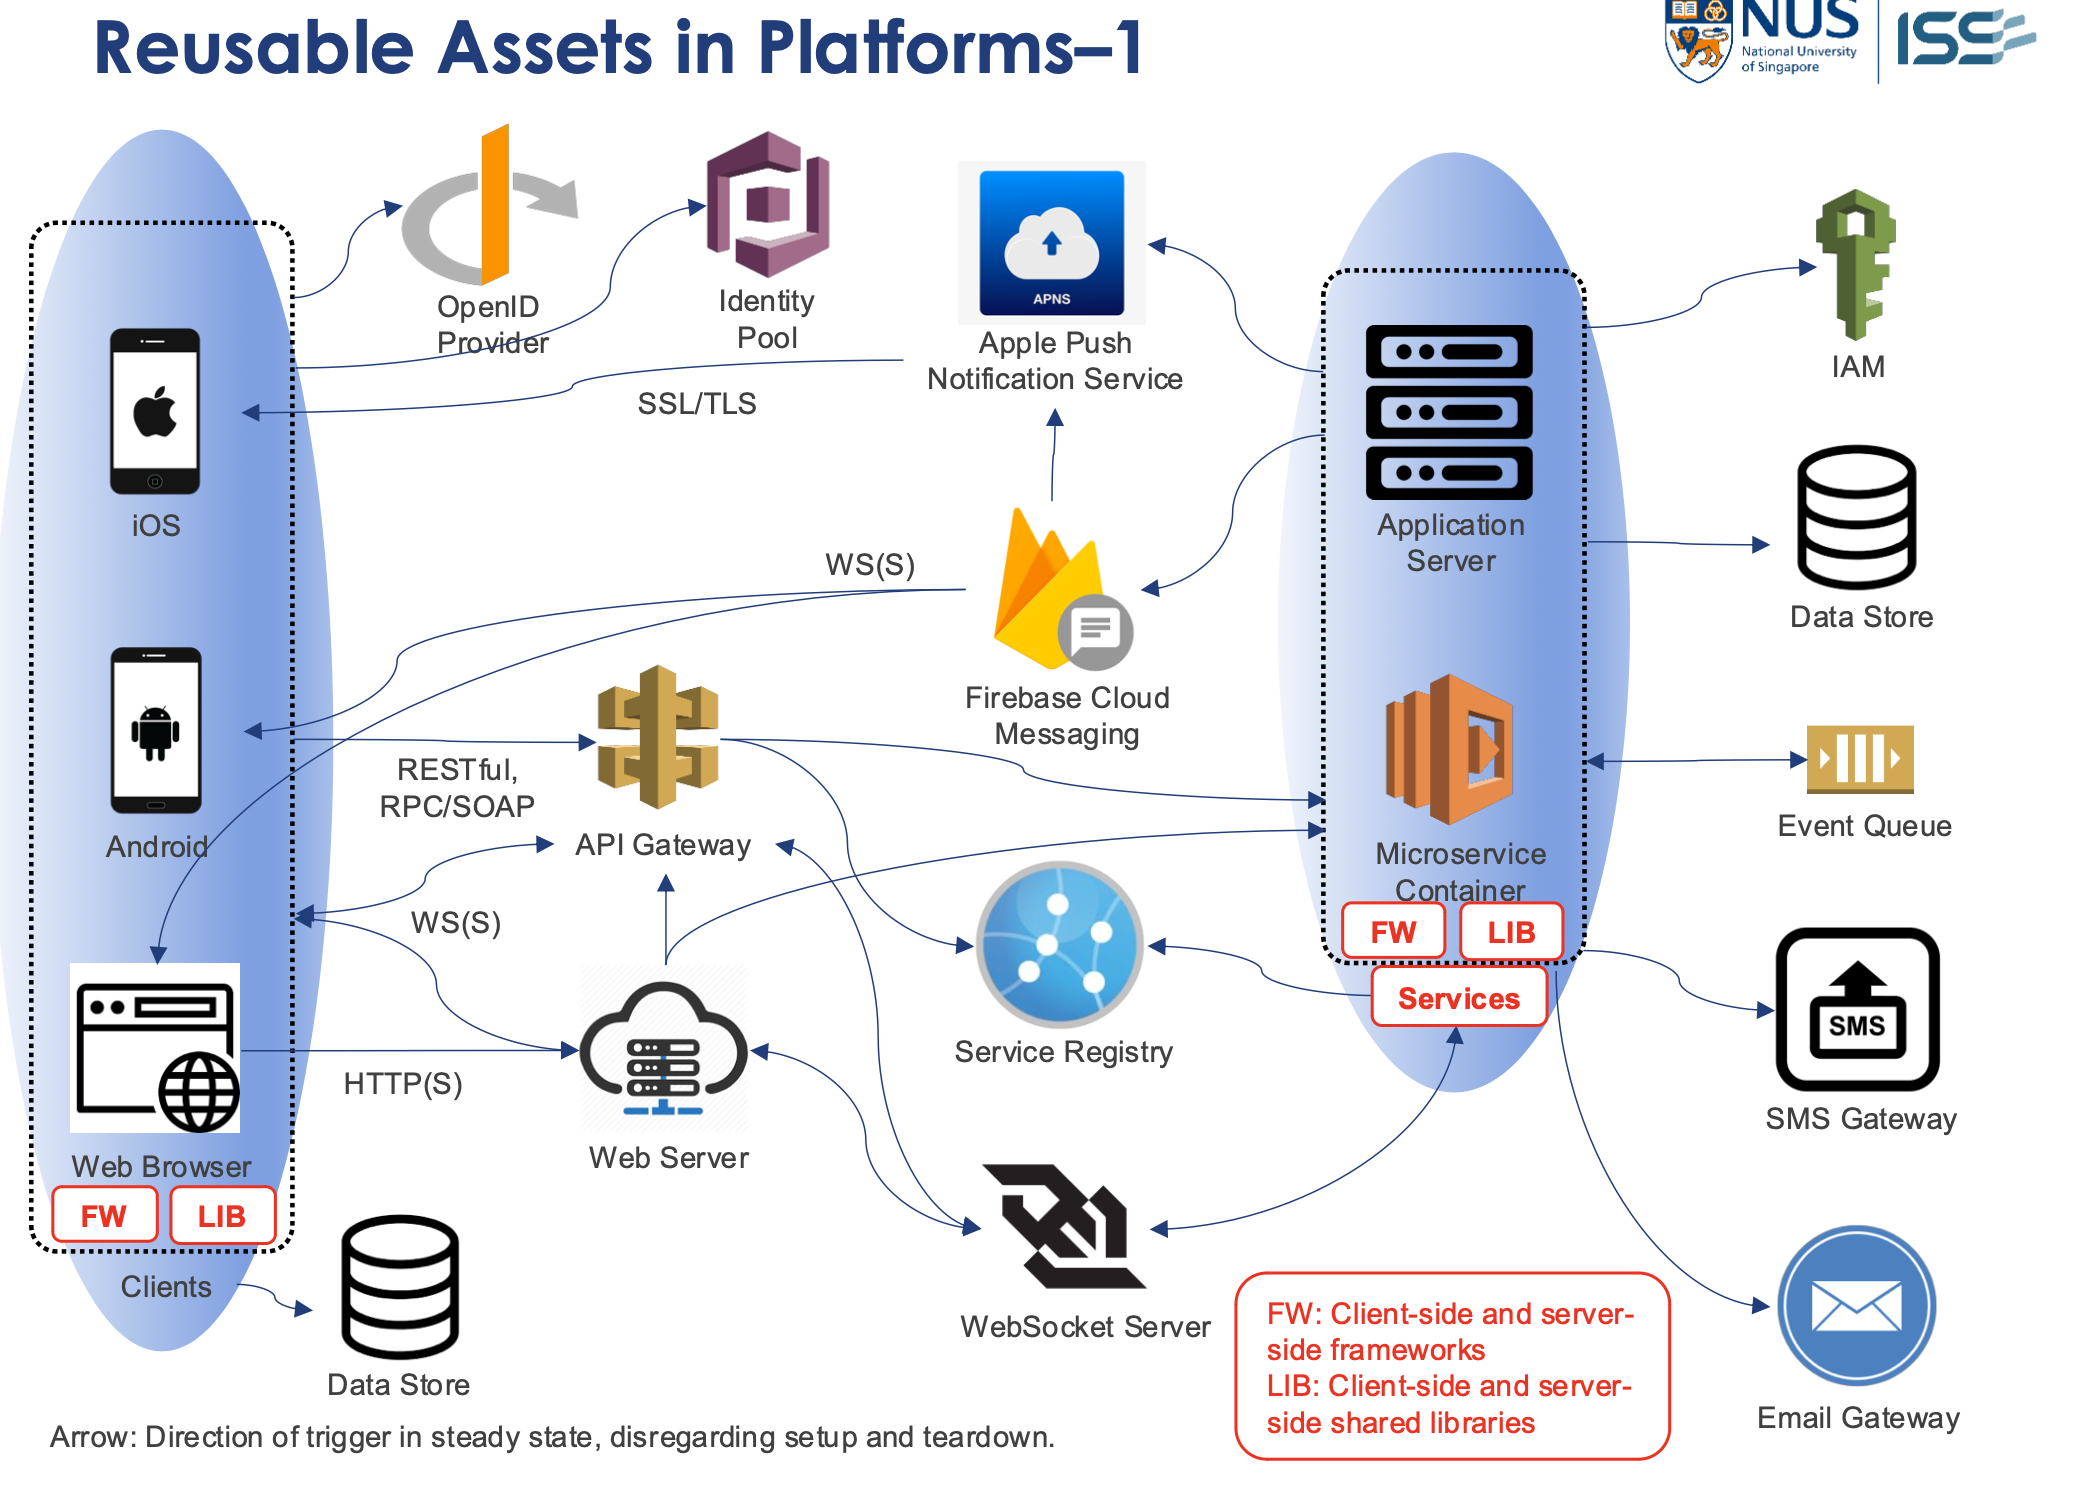 Reusable Assets in Platforms–1
NUS
National University
of Singapore
ISS
OpenID
Provider
Identity
Pool
APNS
Apple Push
Notification Service
IAM
SSL/TLS
iOS
Application
Server
Data Store
WS(S)
Firebase Cloud
Messaging
RESTful,
RPC/SOAP
Android
API Gateway
Event Queue
Microservice
Container
FW
LIB
Services
WS(S)
Service Registry
SMS
SMS Gateway
HTTP(S)
Web Server
Web Browser
FW
LIB
Clients
Data Store
WebSocket Server
FW: Client-side and server-
side frameworks
LIB: Client-side and server-
side shared libraries
Email Gateway
Arrow: Direction of trigger in steady state, disregarding setup and teardown.